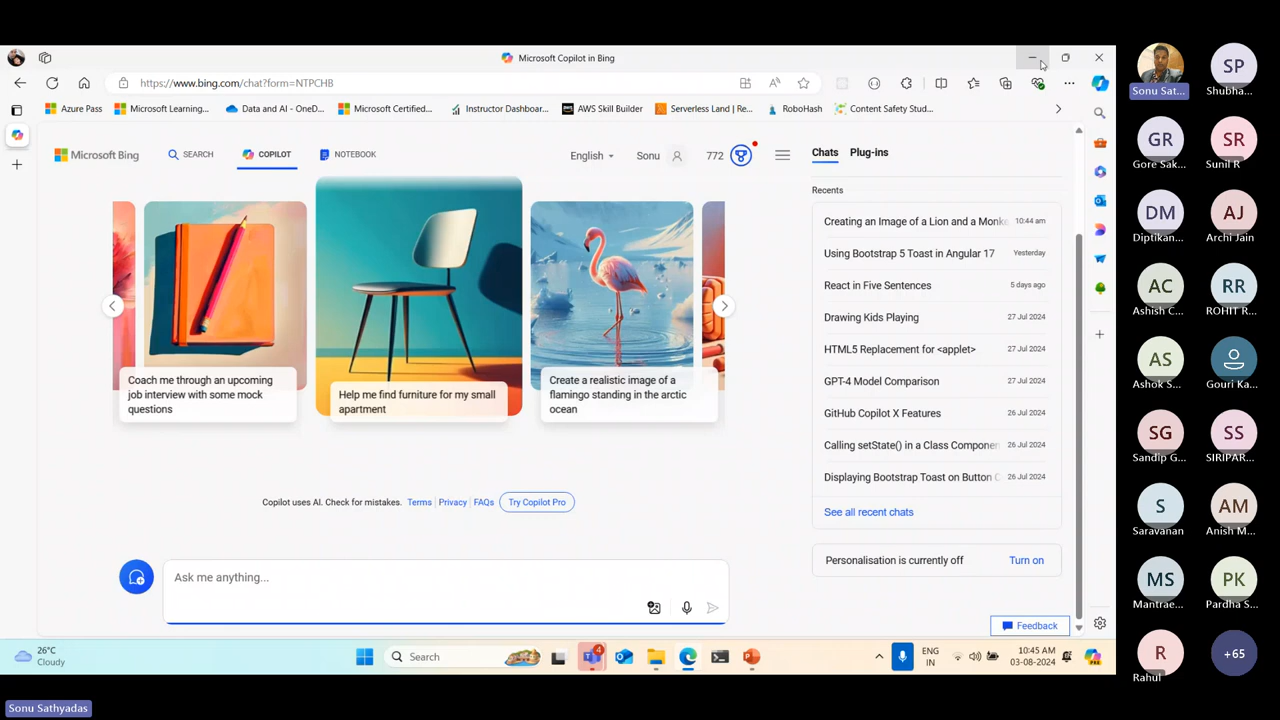 Microsoft Copilot in Bing
https://www.bing.com/chat?form=NTPCHB
Azure Pass
Microsoft Learning...
Data and AI - OneD...
Microsoft Certified...
Instructor Dashboar...
AWS Skill Builder
Serverless Land | Re...
RoboHash
Content Safety Stud...
Microsoft Bing
SEARCH
COPILOT
NOTEBOOK
English
Sonu
772
Chats
Plug-ins
Recents
Creating an Image of a Lion and a Monk
10:44 am
Using Bootstrap 5 Toast in Angular 17
Yesterday
React in Five Sentences
5 days ago
Drawing Kids Playing
27 Jul 2024
HTML5 Replacement for <applet>
27 Jul 2024
GPT-4 Model Comparison
27 Jul 2024
GitHub Copilot X Features
26 Jul 2024
Calling setState() in a Class Componen
26 Jul 2024
Displaying Bootstrap Toast on Button C
26 Jul 2024
See all recent chats
Personalisation is currently off
Turn on
Feedback
Coach me through an upcoming
job interview with some mock
questions
Help me find furniture for my small
apartment
Create a realistic image of a
flamingo standing in the arctic
ocean
Copilot uses AI. Check for mistakes.
Terms
Privacy
FAQs
Try Copilot Pro
Ask me anything...
26°C
Cloudy
Search
4
ENG
IN
10:45 AM
03-08-2024
Sonu Sathyadas
Sonu Sat...
SP
Shubha...
GR
Gore Sak...
SR
Sunil R
DM
Diptikan...
AJ
Archi Jain
AC
Ashish C...
RR
ROHIT R...
AS
Ashok S...
Gouri Ka...
SG
Sandip G...
SS
SIRIPAR...
S
Saravanan
AM
Anish M...
MS
Mantrae...
PK
Pardha S...
R
Rahul
+65